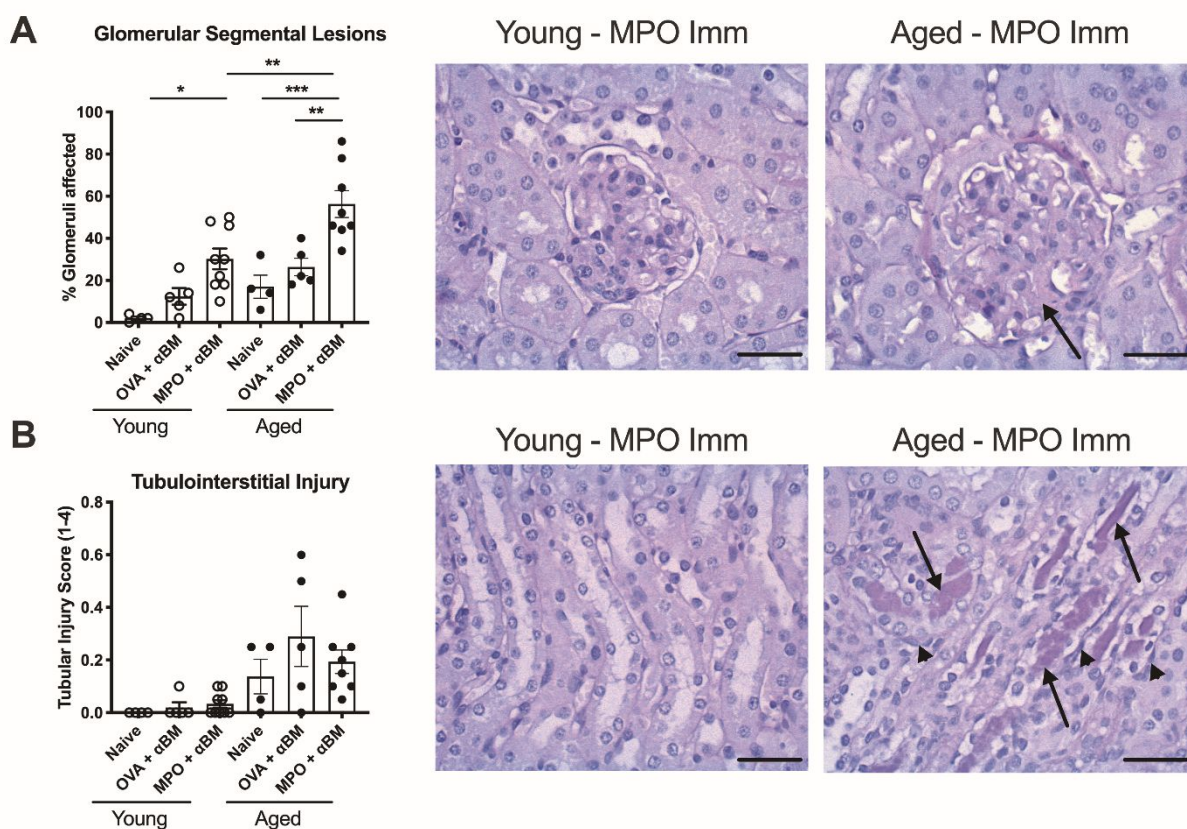 A
Glomerular Segmental Lesions
**
*
***
**
% Glomeruli affected
100
80
60
40
20
0
Naive
OVA + αBM
MPO + αBM
Naive
OVA + αBM
MPO + αBM
Young
Aged
Young - MPO Imm
Aged - MPO Imm
B
Tubulointerstitial Injury
Tubular Injury Score (1-4)
0.8
0.6
0.4
0.2
0.0
Naive
OVA + αBM
MPO + αBM
Naive
OVA + αBM
MPO + αBM
Young
Aged
Young - MPO Imm
Aged - MPO Imm